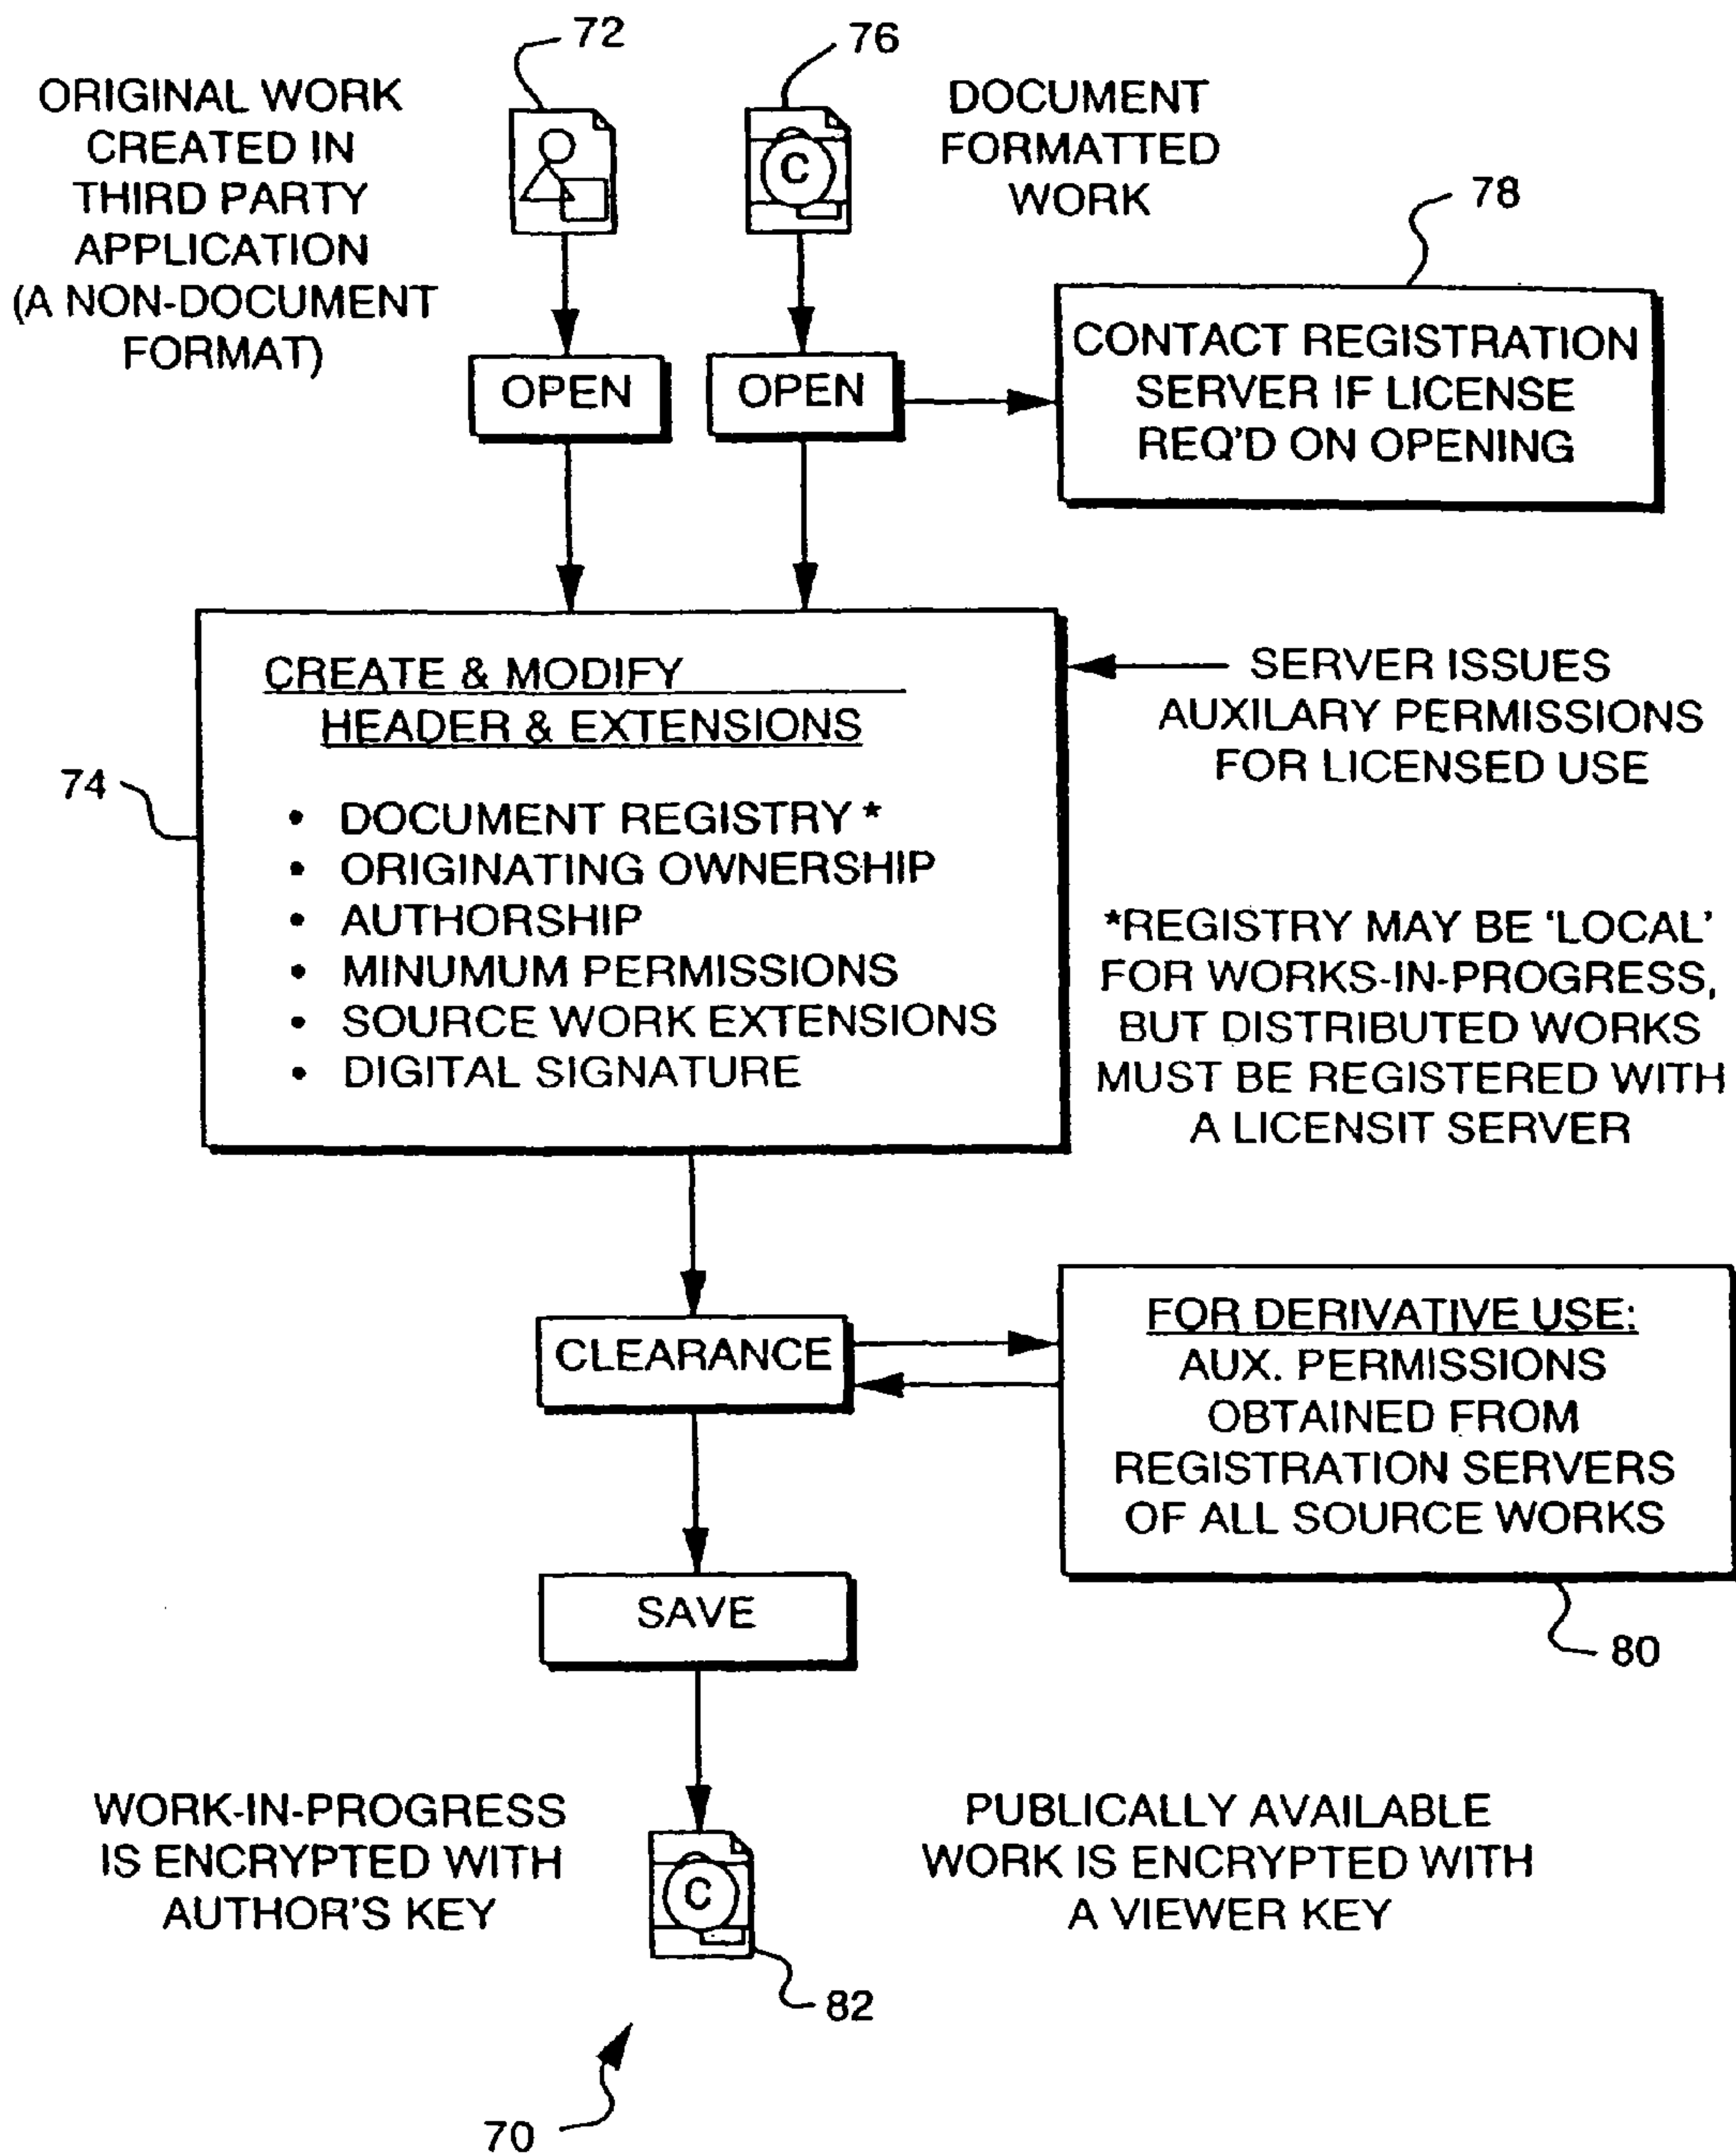 72
76
ORIGINAL WORK
CREATED IN
THIRD PARTY
APPLICATION
(A NON-DOCUMENT
FORMAT)
C
DOCUMENT
FORMATTED
WORK
78
OPEN
OPEN
CONTACT REGISTRATION
SERVER IF LICENSE
REQ'D ON OPENING
CREATE & MODIFY
HEADER & EXTENSIONS
74
• DOCUMENT REGISTRY *
• ORIGINATING OWNERSHIP
• AUTHORSHIP
• MINUMUM PERMISSIONS
• SOURCE WORK EXTENSIONS
• DIGITAL SIGNATURE
SERVER ISSUES
AUXILARY PERMISSIONS
FOR LICENSED USE
*REGISTRY MAY BE 'LOCAL'
FOR WORKS-IN-PROGRESS,
BUT DISTRIBUTED WORKS
MUST BE REGISTERED WITH
A LICENSIT SERVER
CLEARANCE
FOR DERIVATIVE USE:
AUX. PERMISSIONS
OBTAINED FROM
REGISTRATION SERVERS
OF ALL SOURCE WORKS
80
SAVE
WORK-IN-PROGRESS
IS ENCRYPTED WITH
AUTHOR'S KEY
C
PUBLICALLY AVAILABLE
WORK IS ENCRYPTED WITH
A VIEWER KEY
82
70